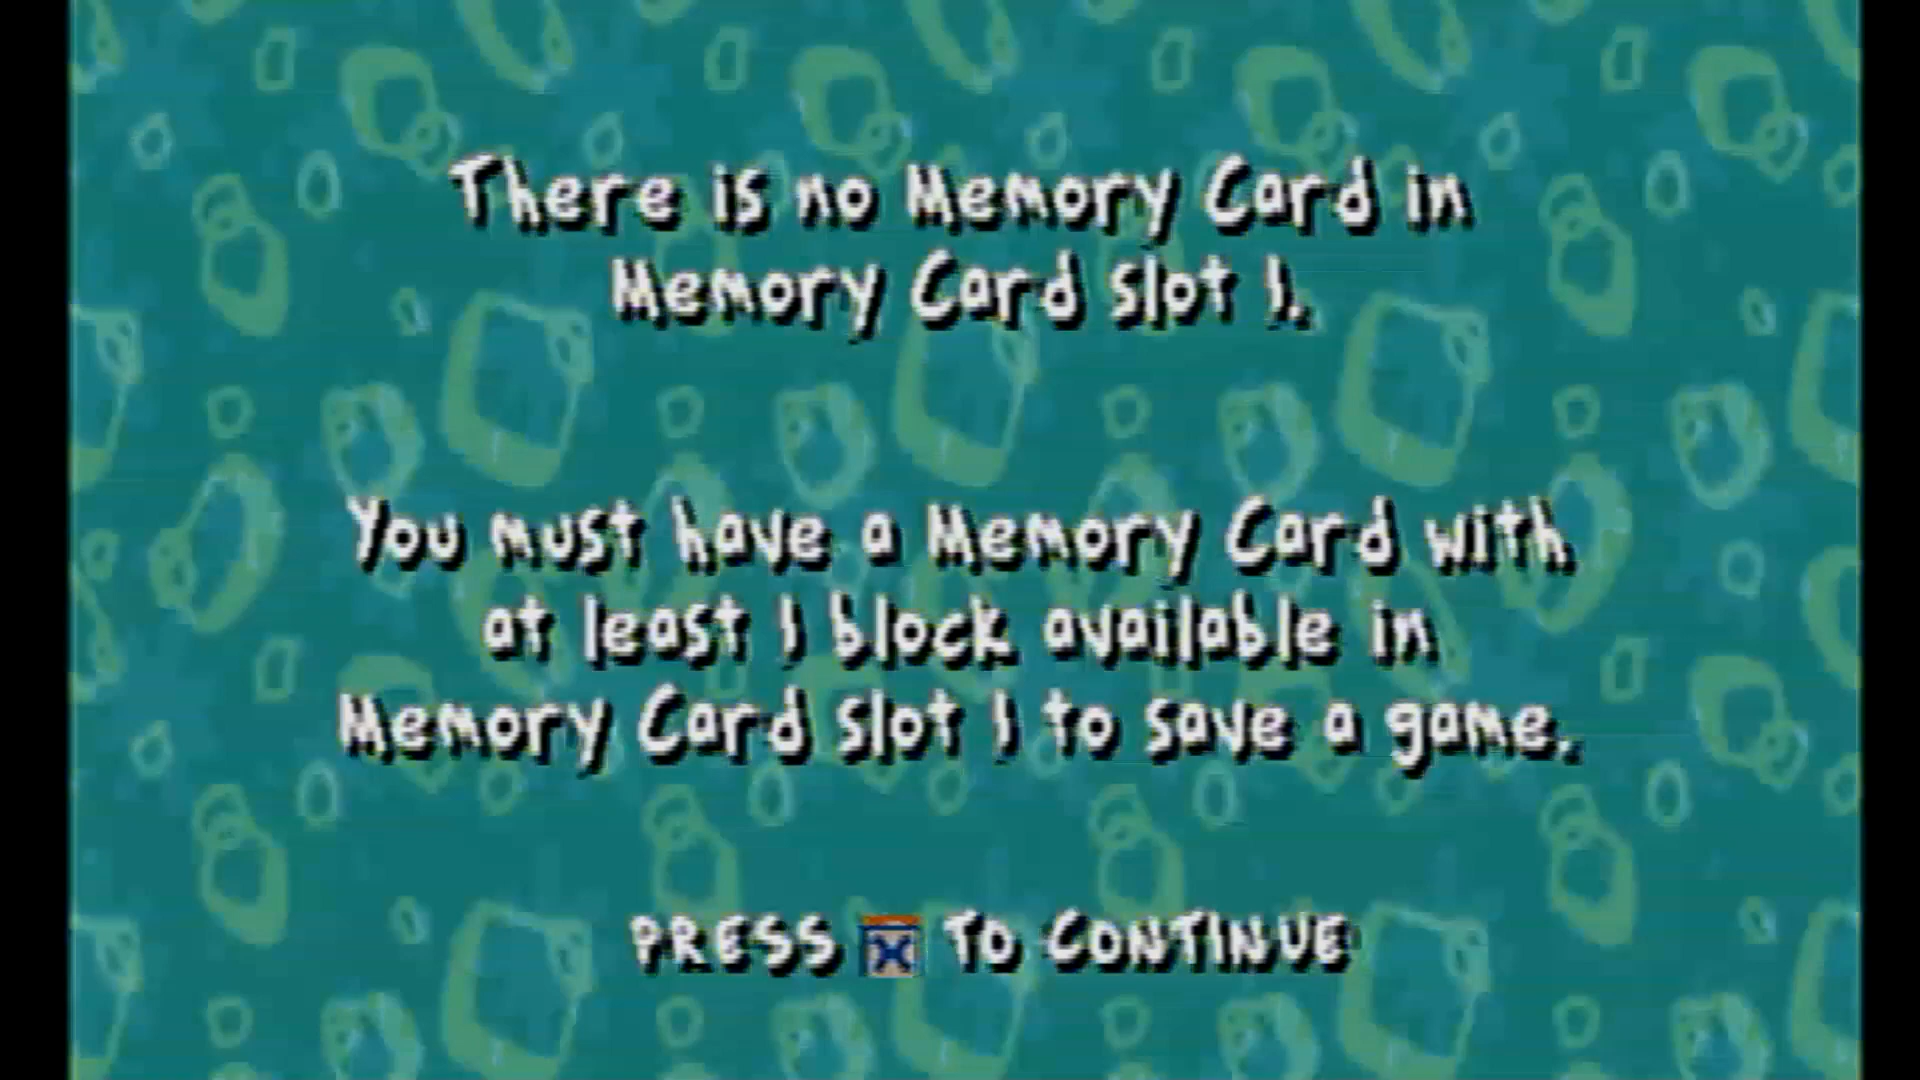 There is no Memory Card in
Memory Card slot 1.
You must have a Memory Card with
at least 1 block available in
Memory Card slot 1 to save a game.
PRESS X TO CONTINUE